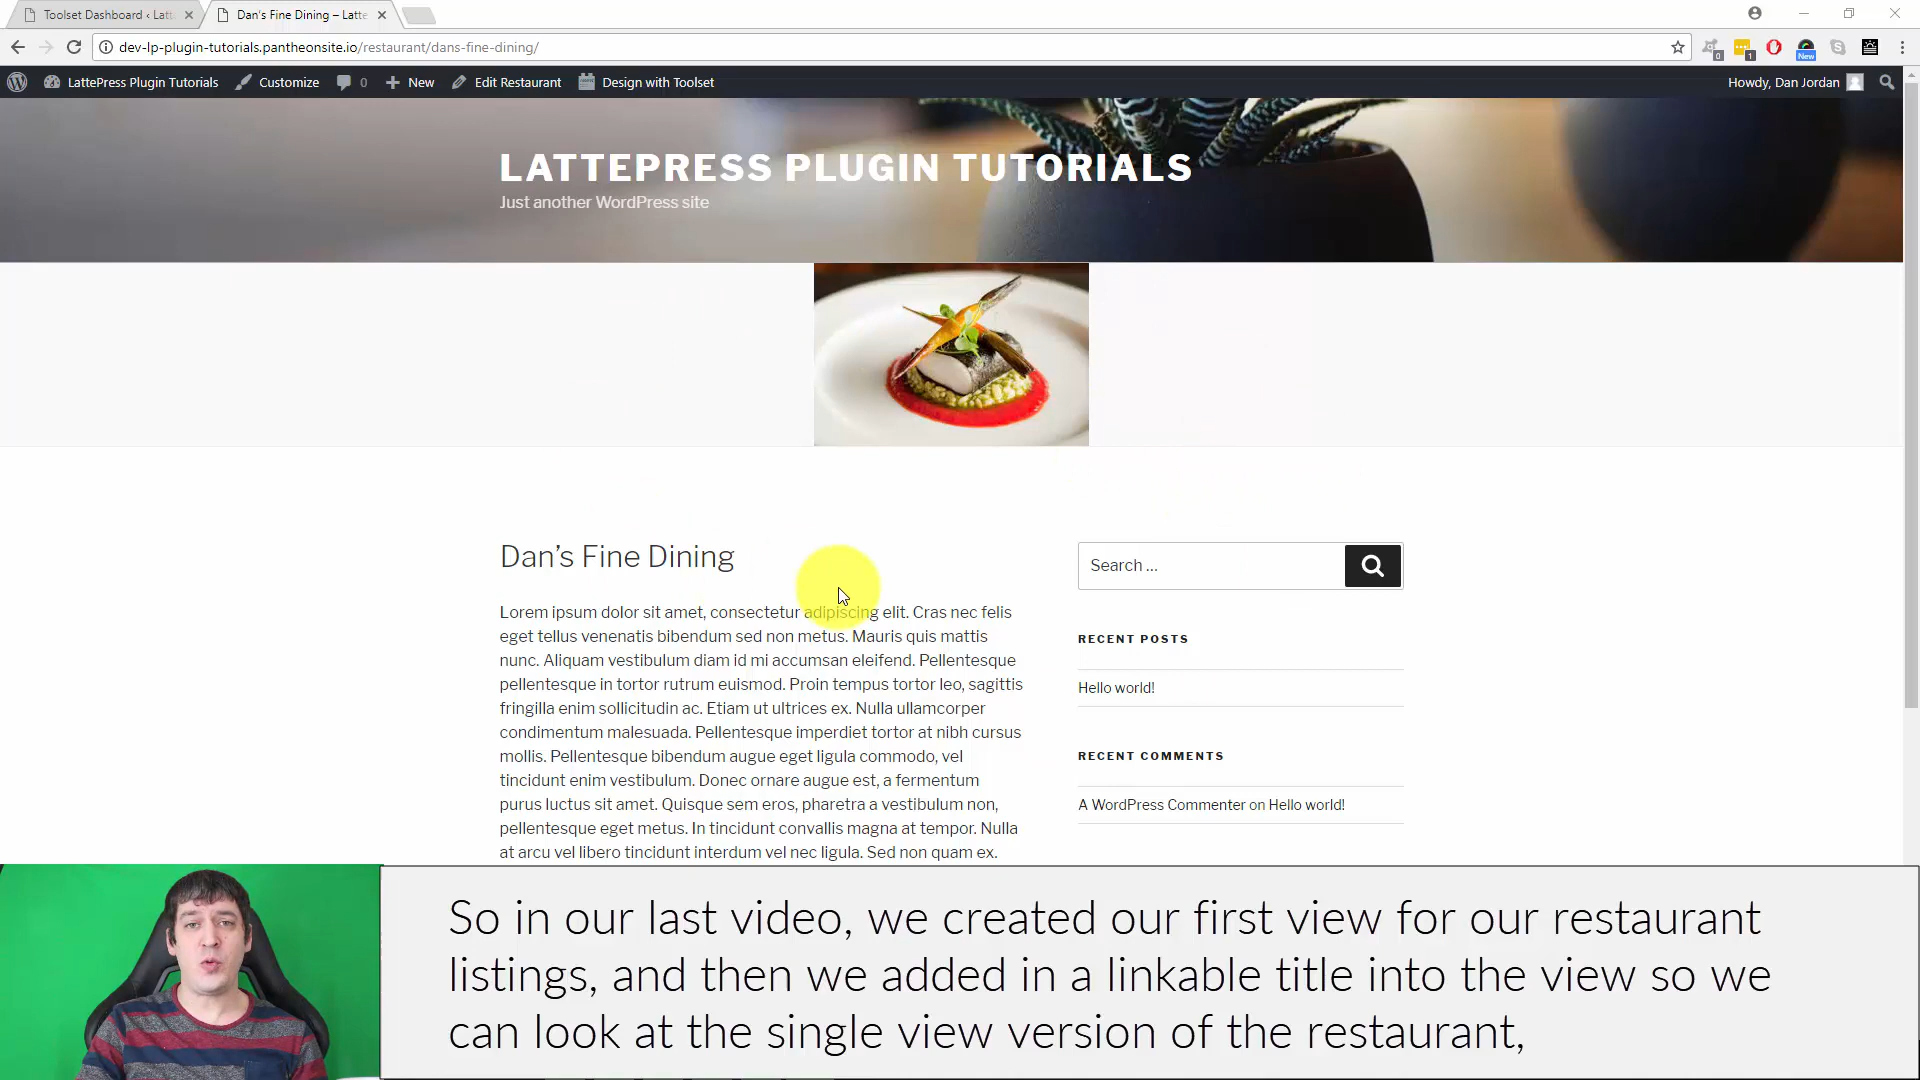 Toolset Dashboard ‹ Latt
Dan's Fine Dining – Latte
dev-lp-plugin-tutorials.pantheonsite.io/restaurant/dans-fine-dining/
0
1
New
LattePress Plugin Tutorials
Customize
0
New
Edit Restaurant
Design with Toolset
Howdy, Dan Jordan
LATTEPRESS PLUGIN TUTORIALS
Just another WordPress site
Dan's Fine Dining
Lorem ipsum dolor sit amet, consectetur adipiscing elit. Cras nec felis
eget tellus venenatis bibendum sed non metus. Mauris quis mattis
nunc. Aliquam vestibulum diam id mi accumsan eleifend. Pellentesque
pellentesque in tortor rutrum euismod. Proin tempus tortor leo, sagittis
fringilla enim sollicitudin ac. Etiam ut ultrices ex. Nulla ullamcorper
condimentum malesuada. Pellentesque imperdiet tortor at nibh cursus
mollis. Pellentesque bibendum augue eget ligula commodo, vel
tincidunt enim vestibulum. Donec ornare augue est, a fermentum
purus luctus sit amet. Quisque sem eros, pharetra a vestibulum non,
pellentesque eget metus. In tincidunt convallis magna at tempor. Nulla
at arcu vel libero tincidunt interdum vel nec ligula. Sed non quam ex.
Search ...
RECENT POSTS
Hello world!
RECENT COMMENTS
A WordPress Commenter on Hello world!
So in our last video, we created our first view for our restaurant
listings, and then we added in a linkable title into the view so we
can look at the single view version of the restaurant,